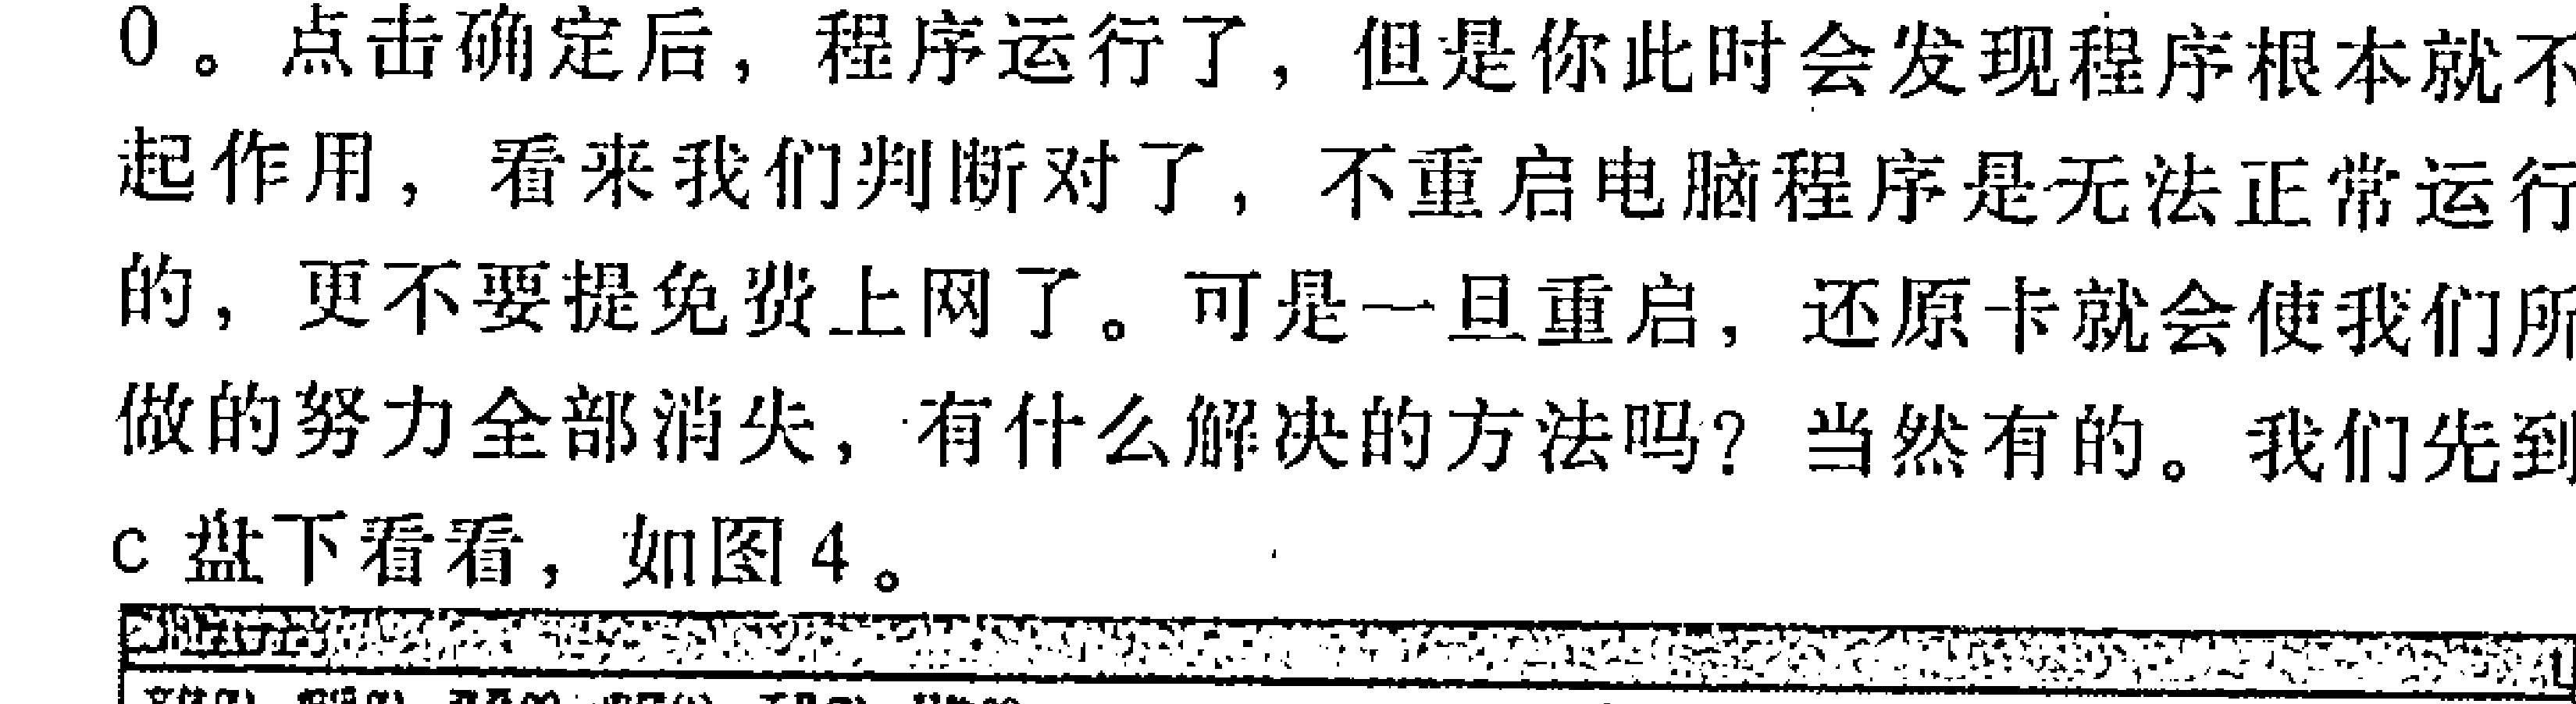 0。点击确定后，程序运行了，但是你此时会发现程序根本就不
起作用，看来我们判断对了，不重启电脑程序是无法正常运行
的，更不要提免费上网了。可是一旦重启，还原卡就会使我们所
做的努力全部消失，有什么解决的方法吗？当然有的。我们先到
c 盘下看看，如图 4。